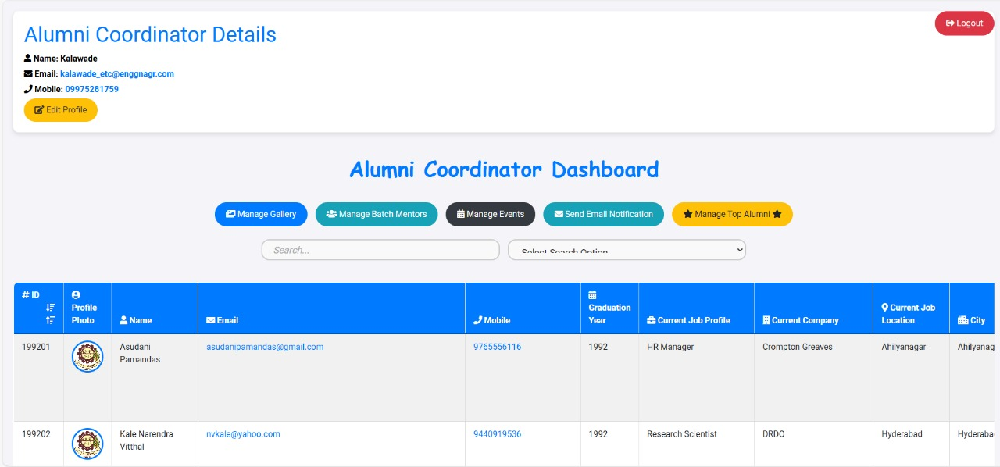 Logout
Alumni Coordinator Details
Name: Kalawade
Email: kalawade_etc@enggnagr.com
Mobile: 09975281759
Edit Profile
Alumni Coordinator Dashboard
Manage Gallery Manage Batch Mentors Manage Events Send Email Notification Manage Top Alumni
Search... Select Search Option
# ID Profile Photo Name Email Mobile Graduation Year Current Job Profile Current Company Current Job Location City
199201 Asudani Pamandas asudanipamandas@gmail.com 9765556116 1992 HR Manager Crompton Greaves Ahilyanagar Ahilyanag
199202 Kale Narendra Vitthal nvkale@yahoo.com 9440919536 1992 Research Scientist DRDO Hyderabad Hyderaba